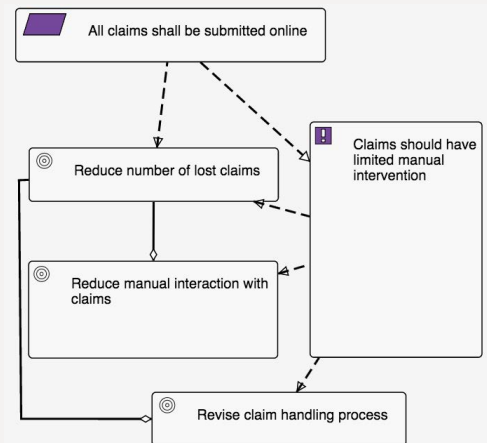 All claims shall be submitted online
Claims should have
limited manual
intervention
Reduce number of lost claims
Reduce manual interaction with
claims
Revise claim handling process